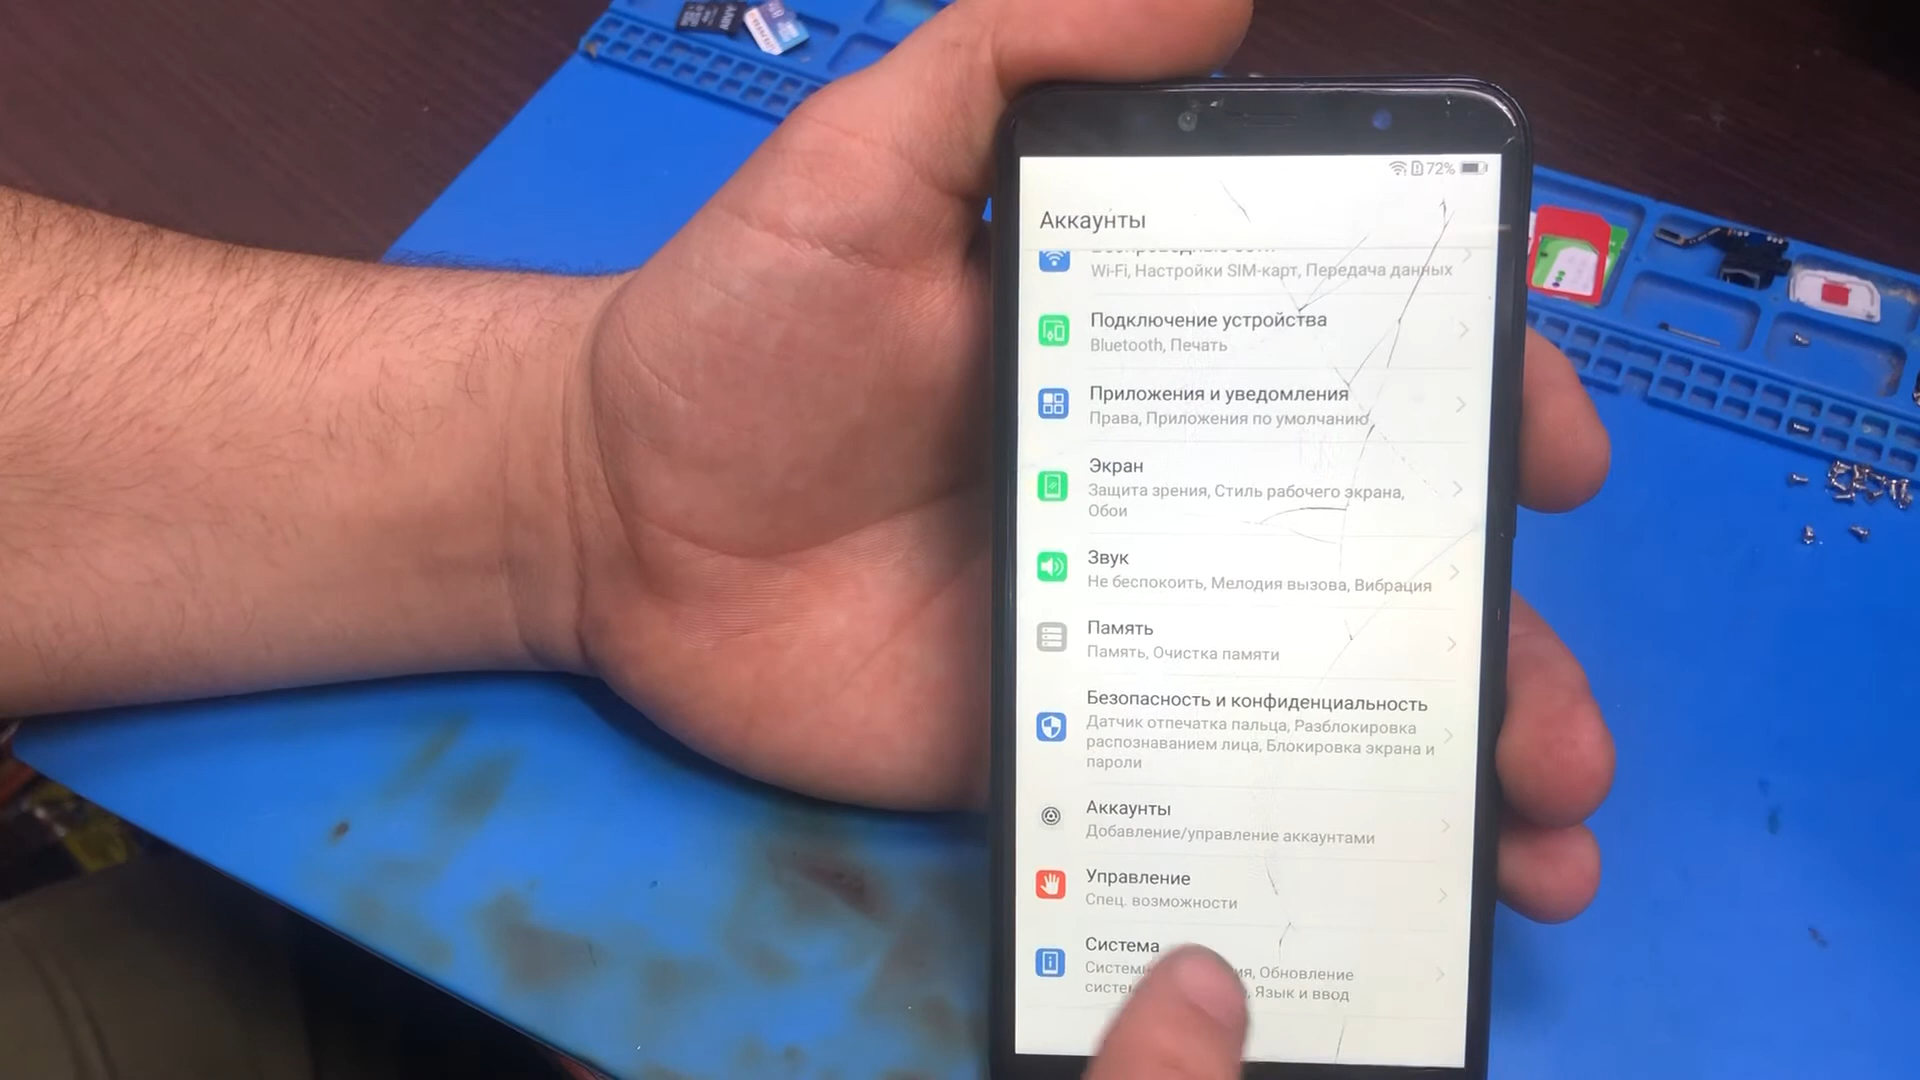 72%
Аккаунты
Wi-Fi, Настройки SIM-карт, Передача данных
Подключение устройства
Bluetooth, Печать
Приложения и уведомления
Права, Приложения по умолчанию
Экран
Защита зрения, Стиль рабочего экрана,
Обои
Звук
Не беспокоить, Мелодия вызова, Вибрация
Память
Память, Очистка памяти
Безопасность и конфиденциальность
Датчик отпечатка пальца, Разблокировка
распознаванием лица, Блокировка экрана и
пароли
Аккаунты
Добавление/управление аккаунтами
Управление
Спец. возможности
Система
Обновление
Язык и ввод